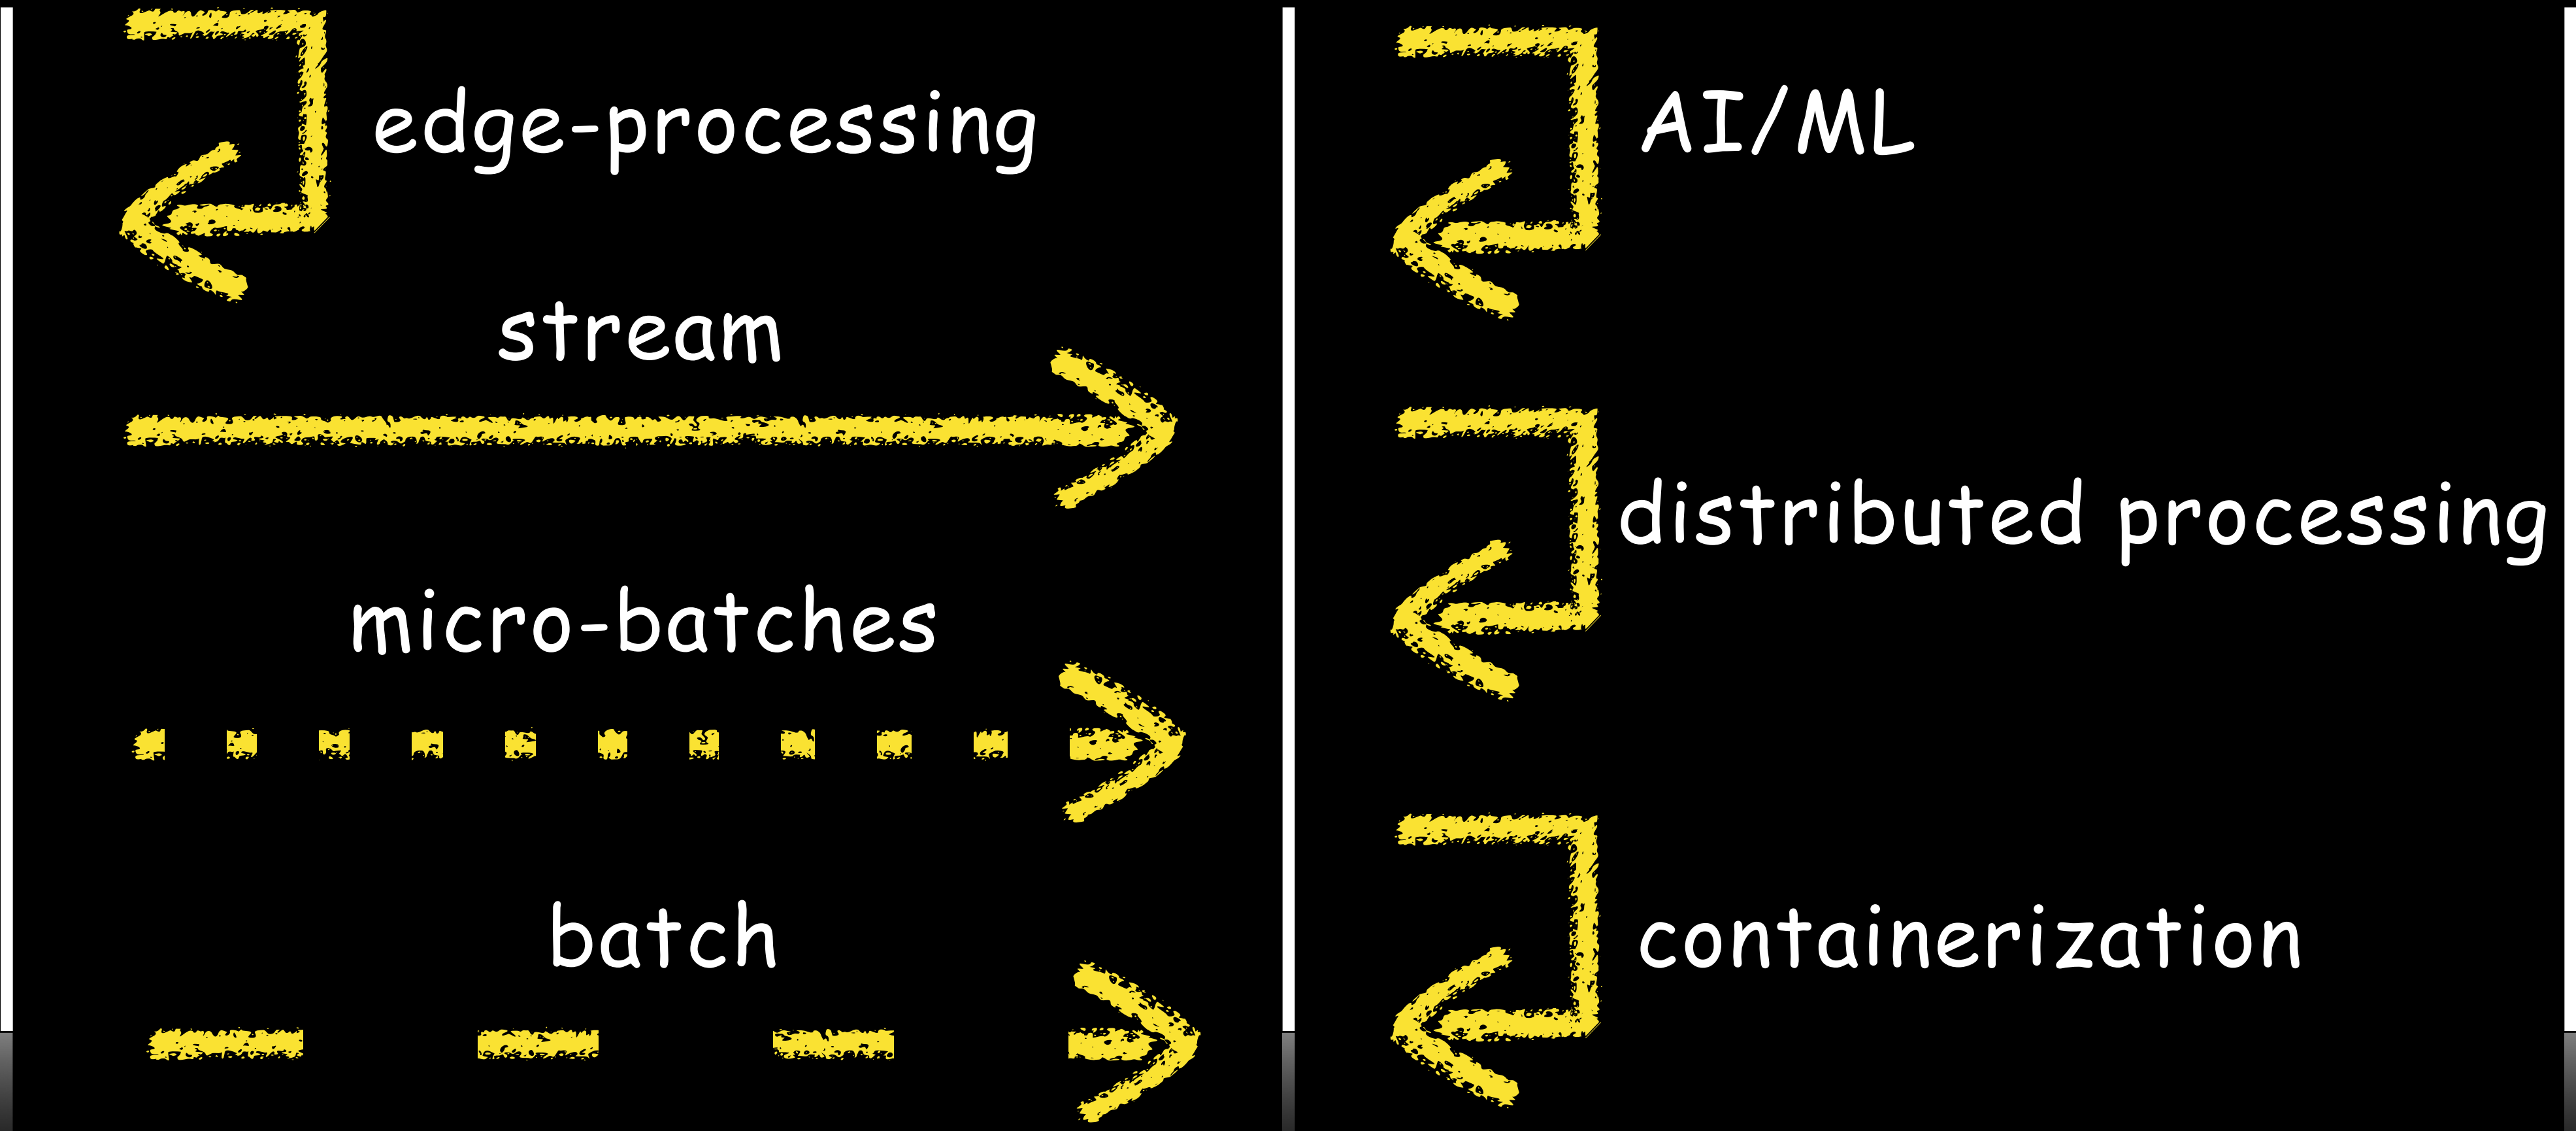 edge-processing
stream
micro-batches
batch
AI/ML
distributed processing
containerization